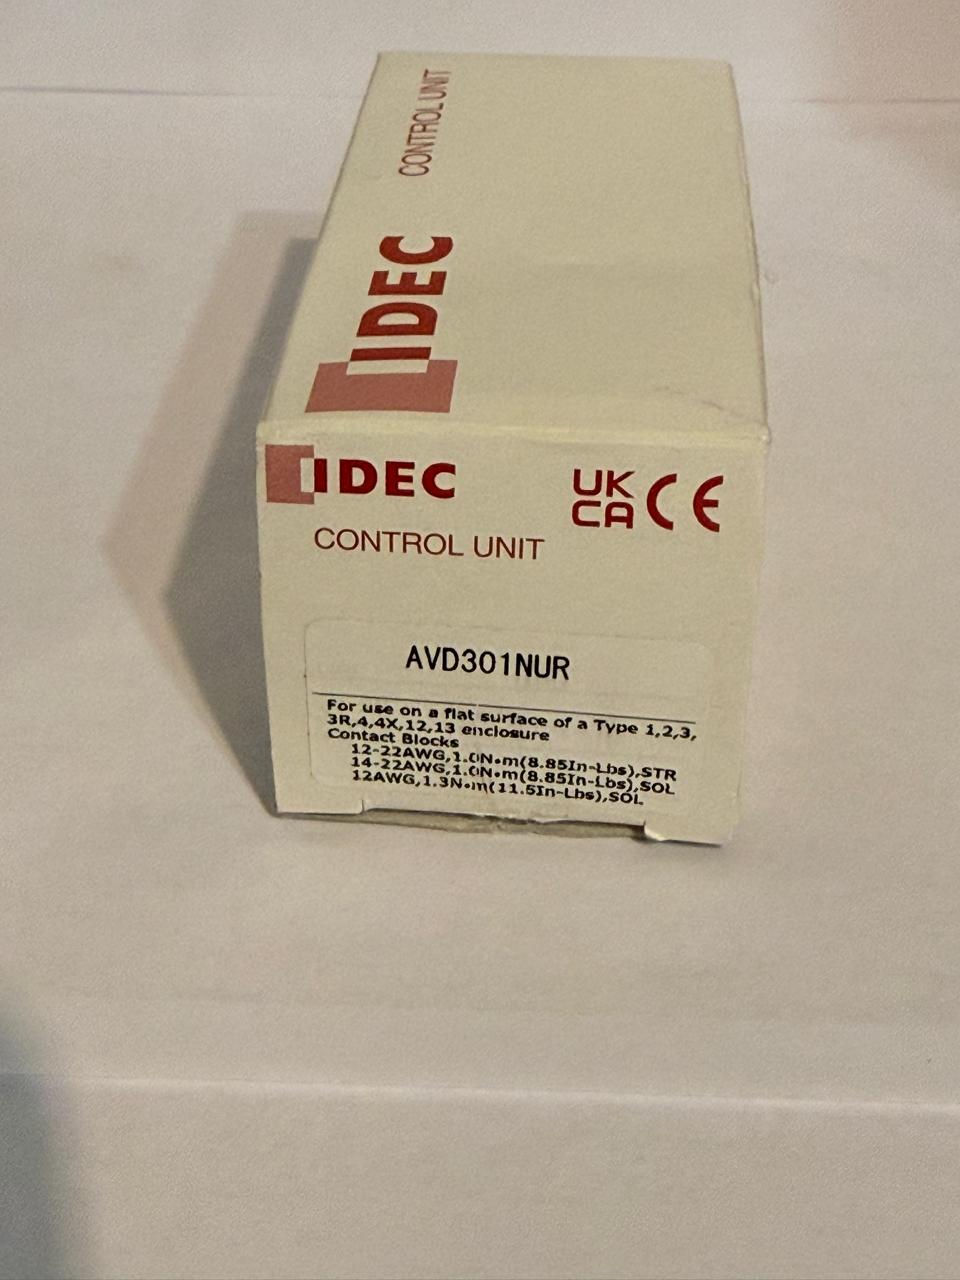 CONTROL UNIT
IDEC
IDEC
UK
CA CE
CONTROL UNIT
AVD301NUR
For use on a flat surface of a Type 1,2,3,
3R,4,4X,12,13 enclosure
Contact Blocks
12-22AWG,1.0N•m(8.85In-Lbs),STR
14-22AWG,1.0N•m(8.85In-Lbs),SOL
12AWG,1.3N•m(11.5In-Lbs),SOL